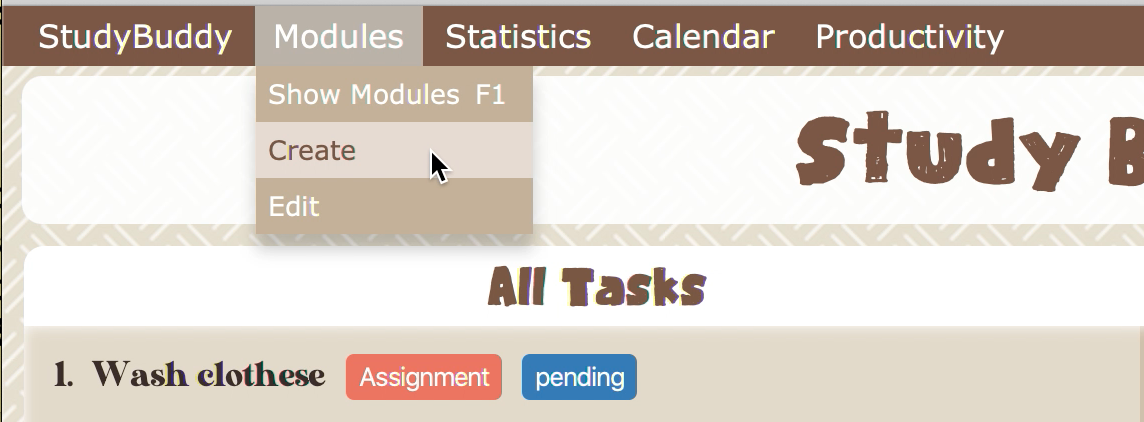 StudyBuddy Modules Statistics Calendar Productivity
Show Modules F1
Create
Edit
Study B
All Tasks
1. Wash clothese Assignment pending